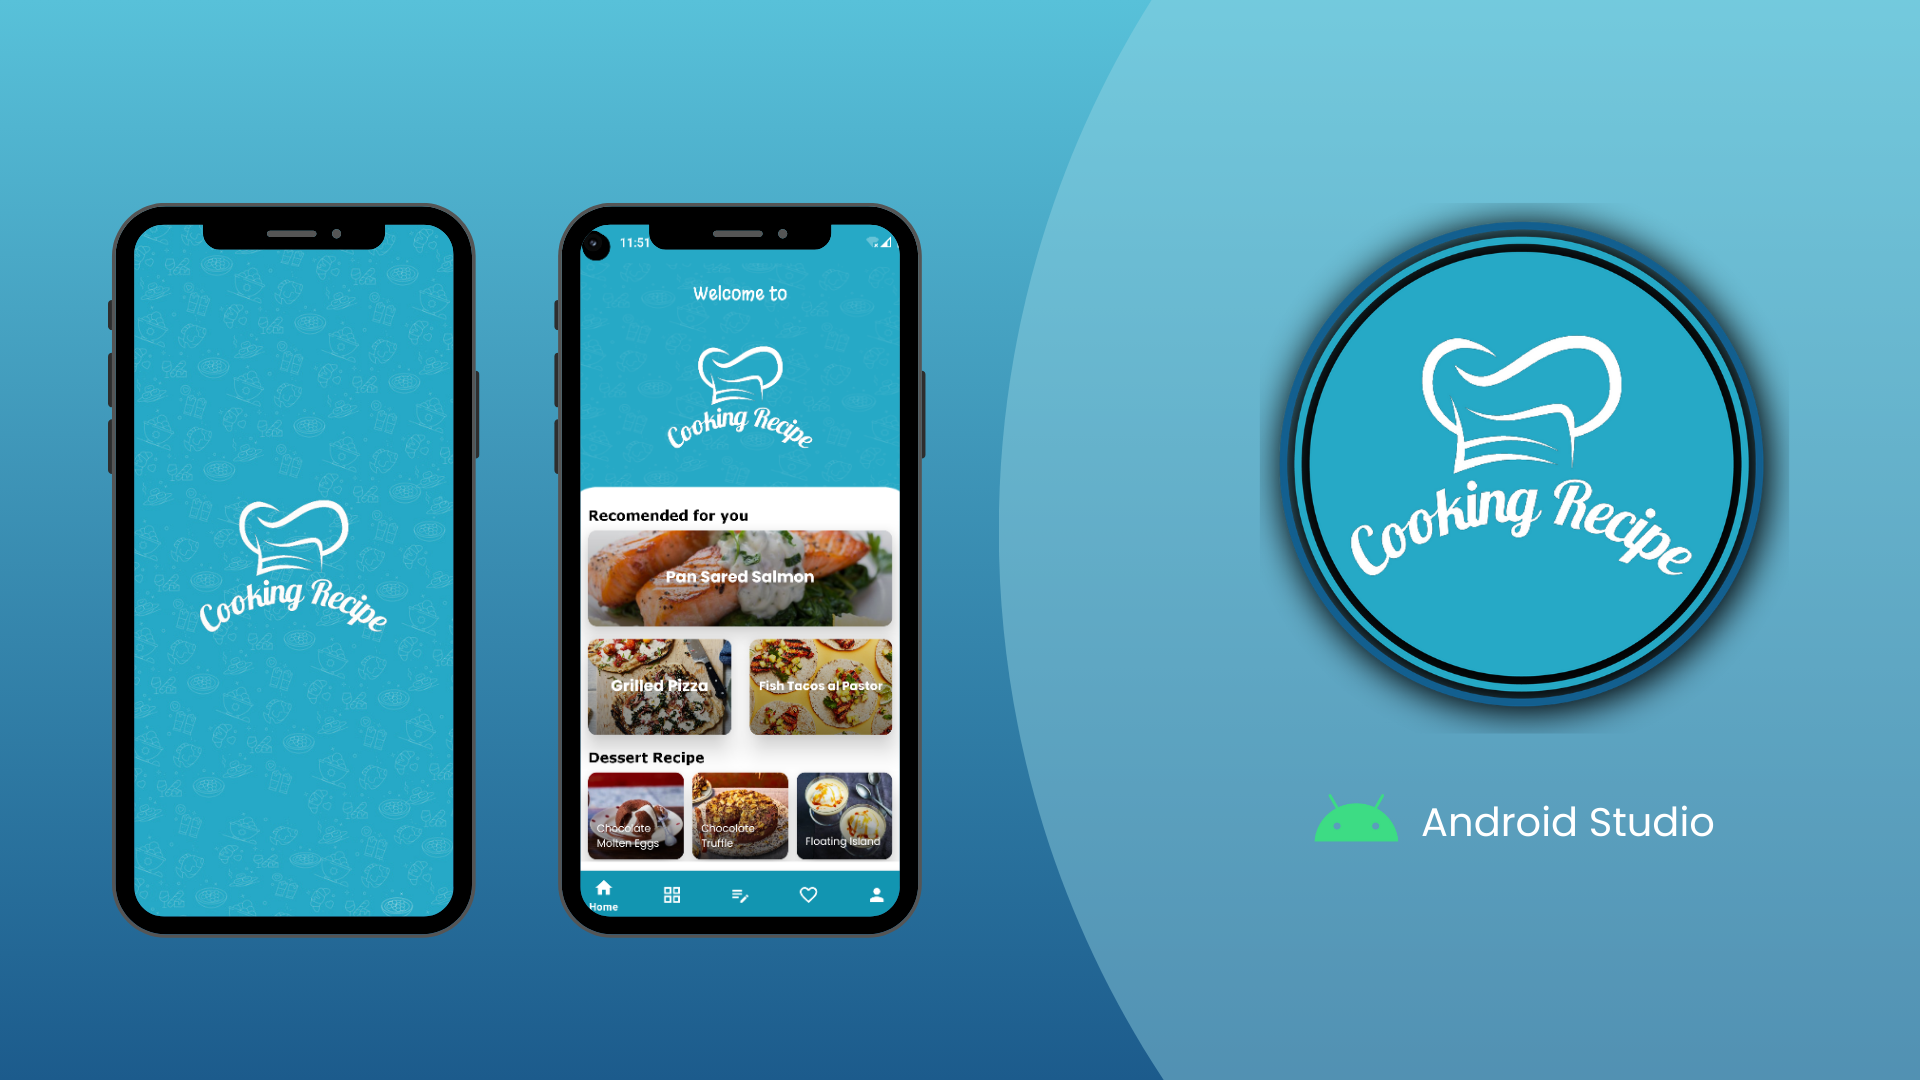 Cooking Recipe
11:51
Welcome to
Cooking Recipe
Recomended for you
Pan Sared Salmon
Grilled Pizza
Fish Tacos al Pastor
Dessert Recipe
Chocolate
Molten Eggs
Chocolate
Truffle
Floating Island
Home
Cooking Recipe
Android Studio